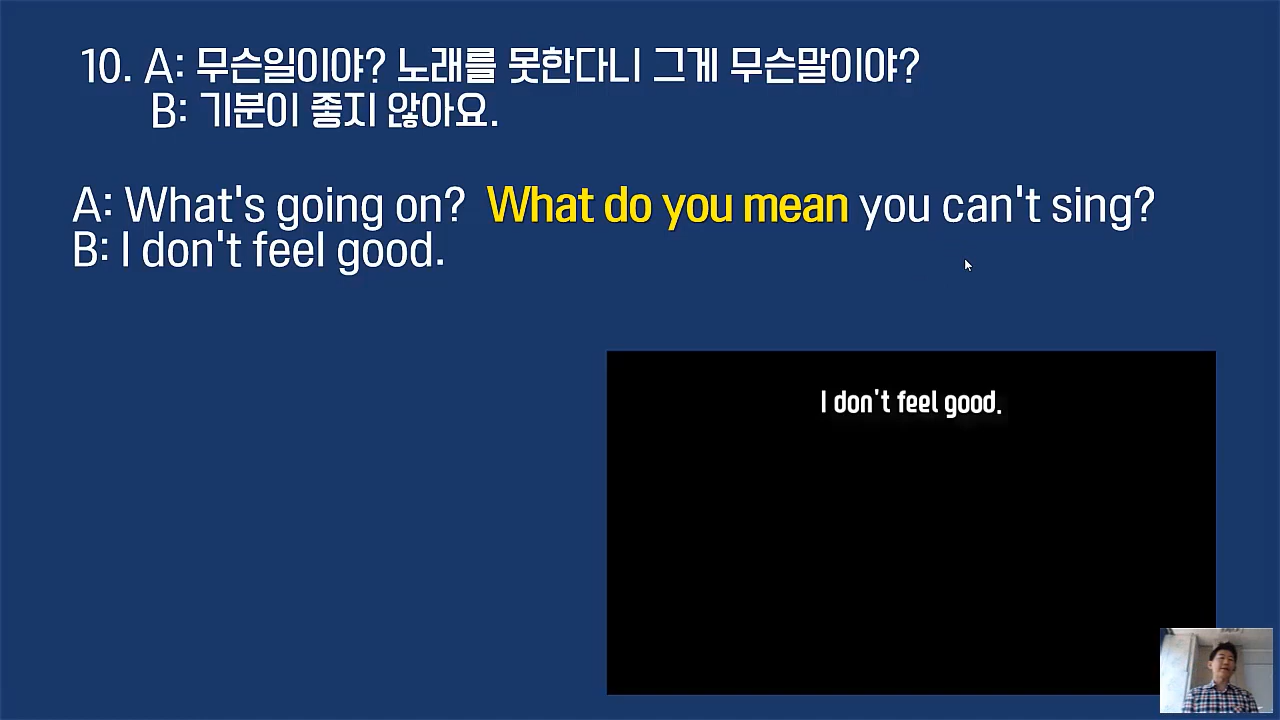 10. A: 무슨일이야? 노래를 못한다니 그게 무슨말이야?
B: 기분이 좋지 않아요.
A: What's going on? What do you mean you can't sing?
B: I don't feel good.
I don't feel good.